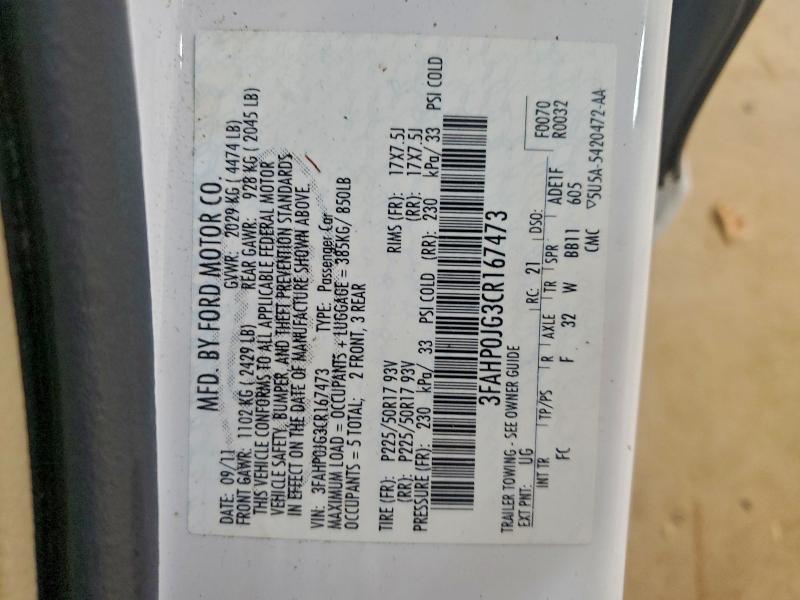 MFD. BY FORD MOTOR CO.
DATE: 09/11 GVWR: 2029 KG ( 4474 LB)
FRONT GAWR: 1102 KG ( 2429 LB) REAR GAWR: 928 KG ( 2045 LB)
THIS VEHICLE CONFORMS TO ALL APPLICABLE FEDERAL MOTOR
VEHICLE SAFETY, BUMPER, AND THEFT PREVENTION STANDARDS
IN EFFECT ON THE DATE OF MANUFACTURE SHOWN ABOVE.
VIN: 3FAHP0JG3CR167473 TYPE: Passenger Car
MAXIMUM LOAD = OCCUPANTS + LUGGAGE = 385KG/ 850LB
OCCUPANTS = 5 TOTAL; 2 FRONT, 3 REAR
TIRE (FR): P225/50R17 93V RIMS (FR): 17X7.5J
(RR): P225/50R17 93V (RR): 17X7.5J
PRESSURE (FR): 230 kPa/ 33 PSI COLD (RR): 230 kPa/ 33 PSI COLD
3FAHP0JG3CR167473
TRAILER TOWING - SEE OWNER GUIDE
F0070
R0032
EXT PNT: UG RC: 21 DSO:
INT TR TP/PS R AXLE TR SPR ADE1F
FC F 32 W BB11 605
CMC ▽5U5A-5420472-AA